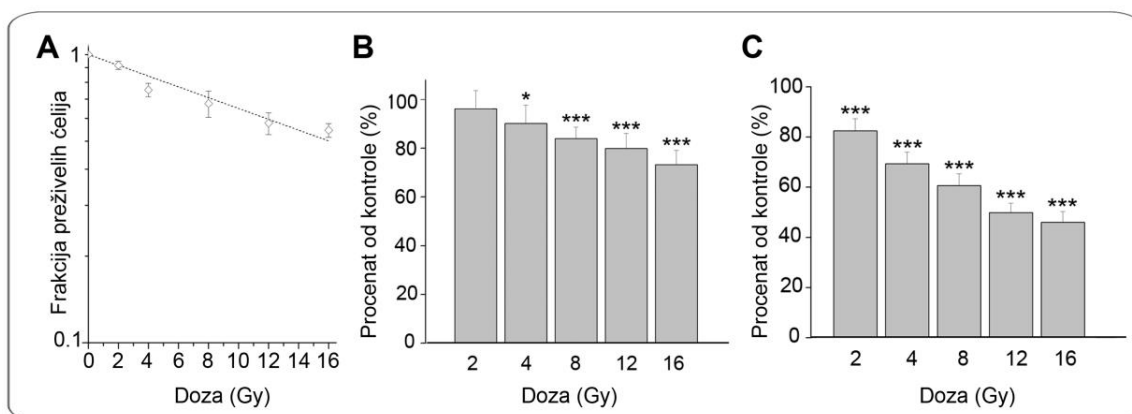 A
Frakcija preživelih ćelija
1
0.1
0 2 4 6 8 10 12 14 16
Doza (Gy)
B
Procenat od kontrole (%)
100
80
60
40
20
0
* *** *** ***
2 4 8 12 16
Doza (Gy)
C
Procenat od kontrole (%)
100
80
60
40
20
0
*** *** *** *** ***
2 4 8 12 16
Doza (Gy)